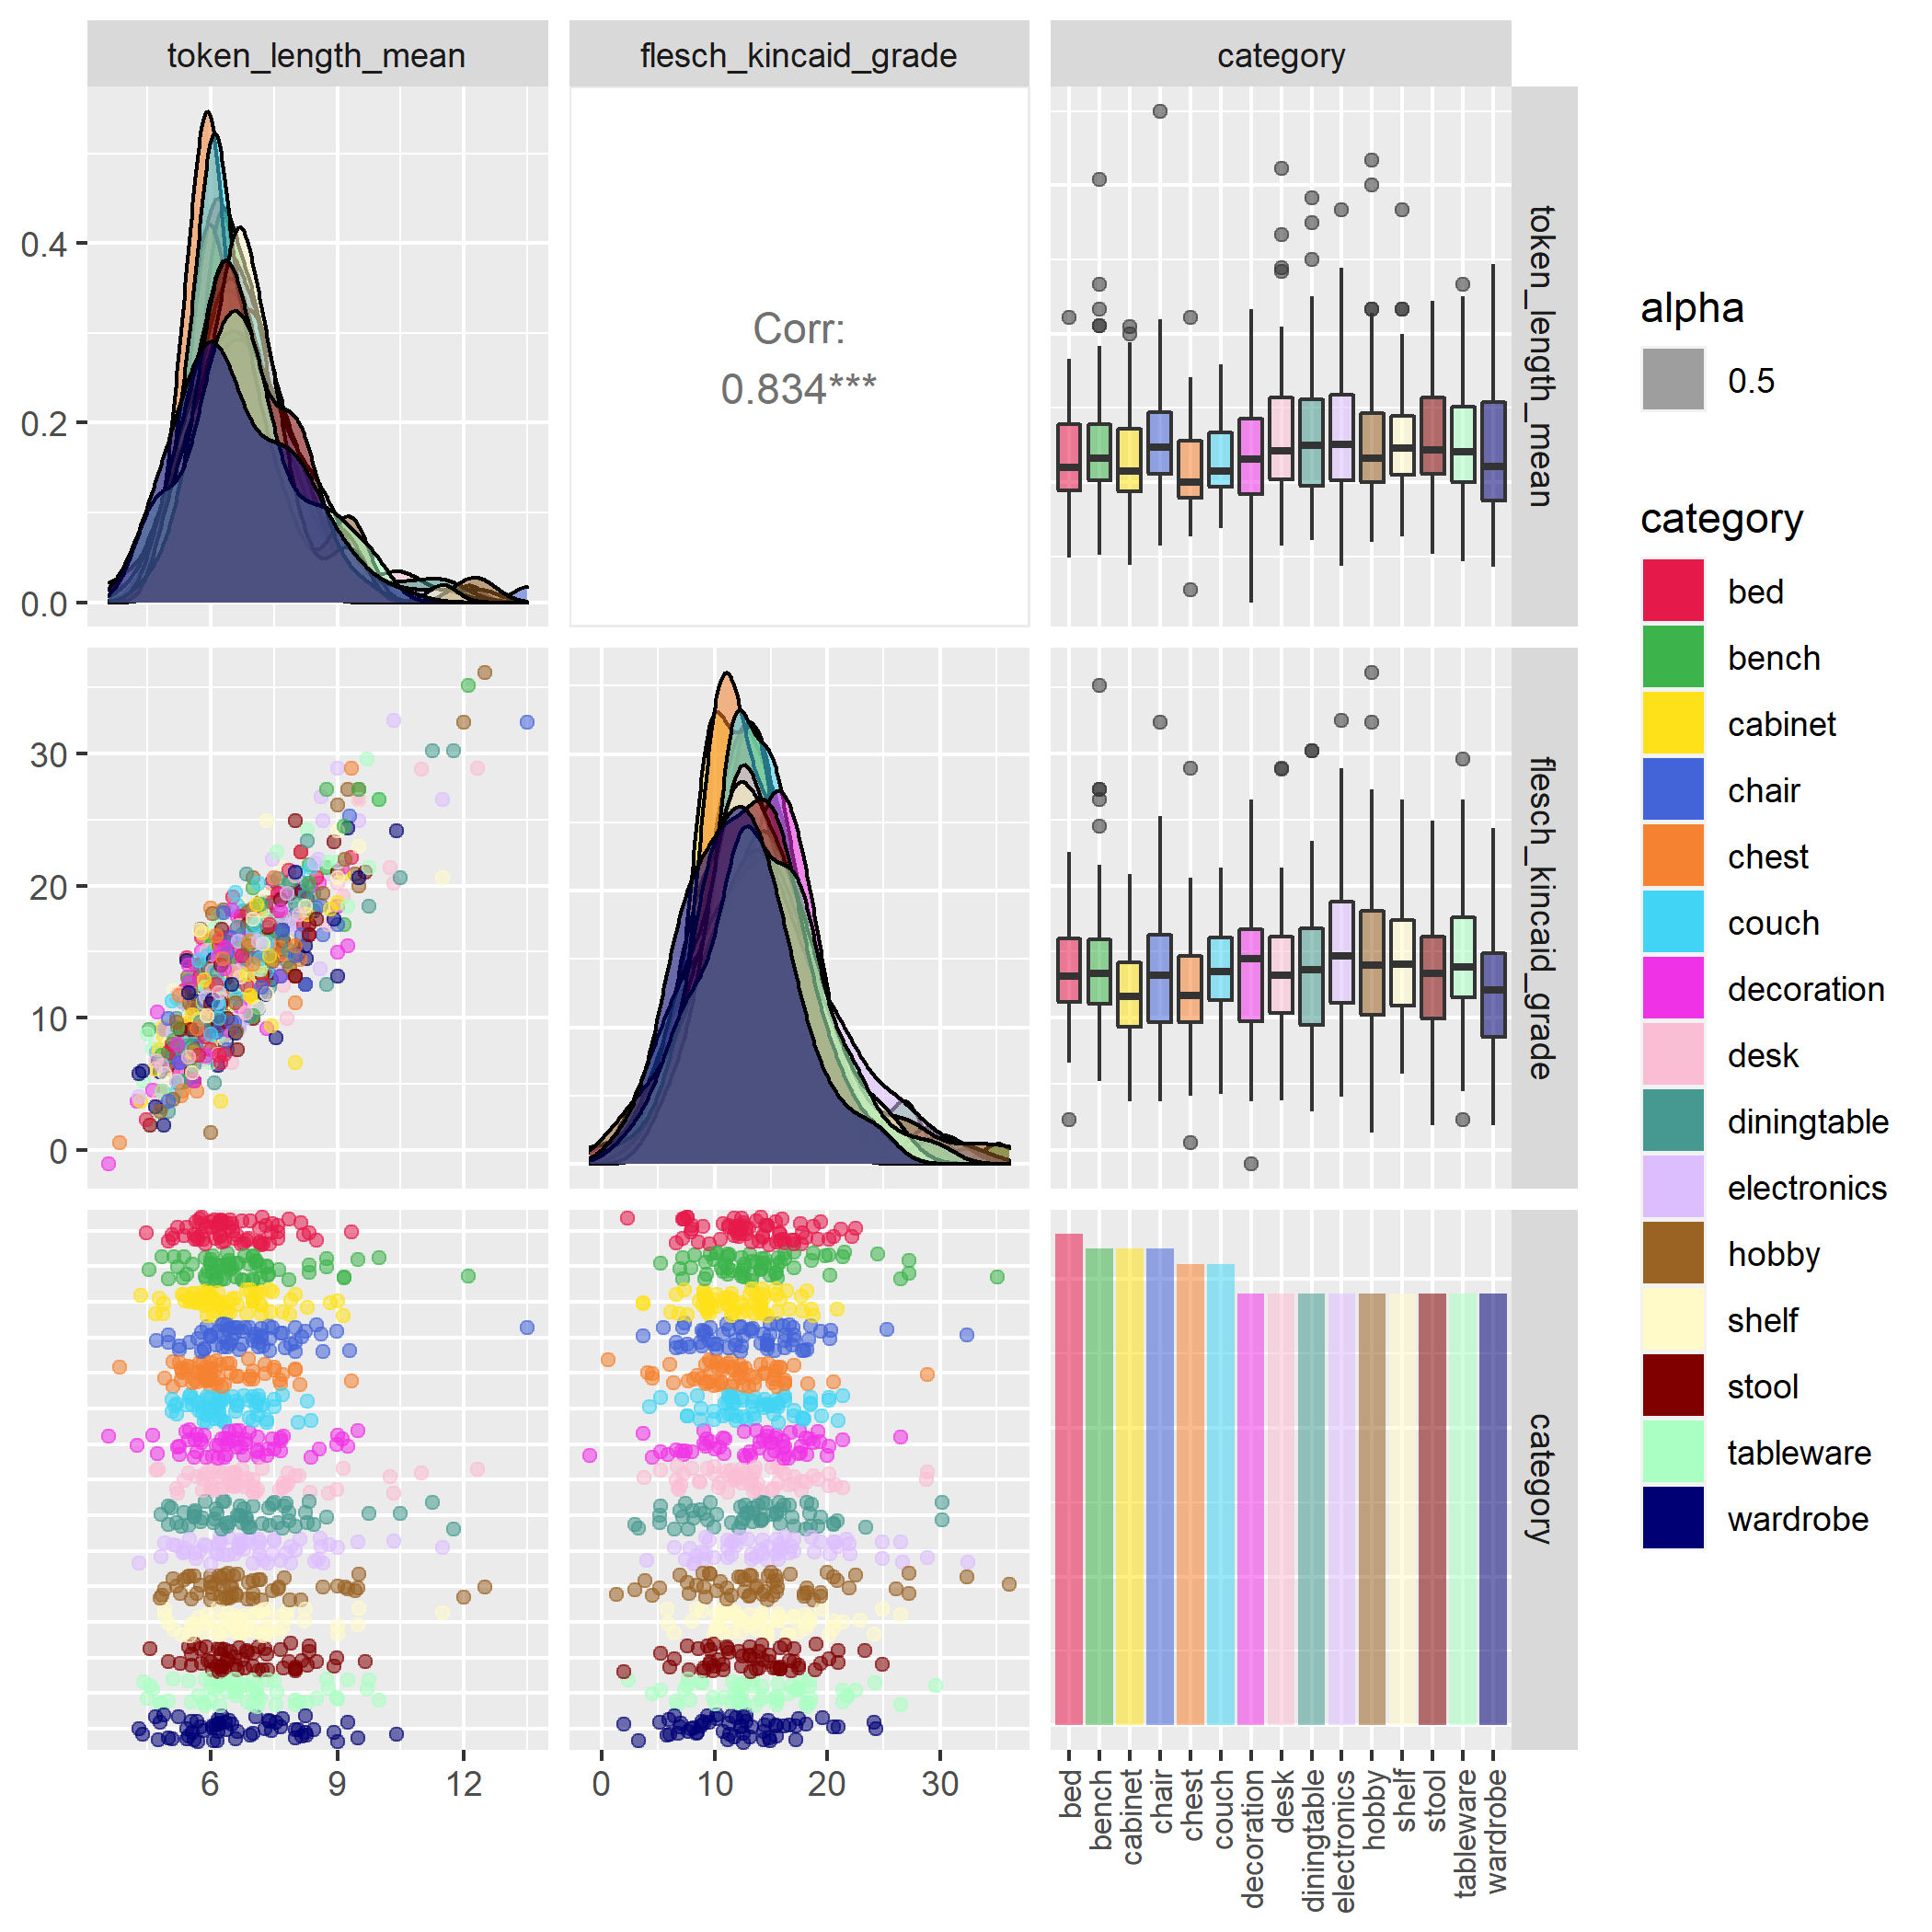 token_length_mean
flesch_kincaid_grade
category
0.4
0.2
0.0
Corr:
0.834***
token_length_mean
30
20
10
0
flesch_kincaid_grade
category
6
9
12
0
10
20
30
bed
bench
cabinet
chair
chest
couch
decoration
desk
diningtable
electronics
hobby
shelf
stool
tableware
wardrobe
alpha
0.5
category
bed
bench
cabinet
chair
chest
couch
decoration
desk
diningtable
electronics
hobby
shelf
stool
tableware
wardrobe